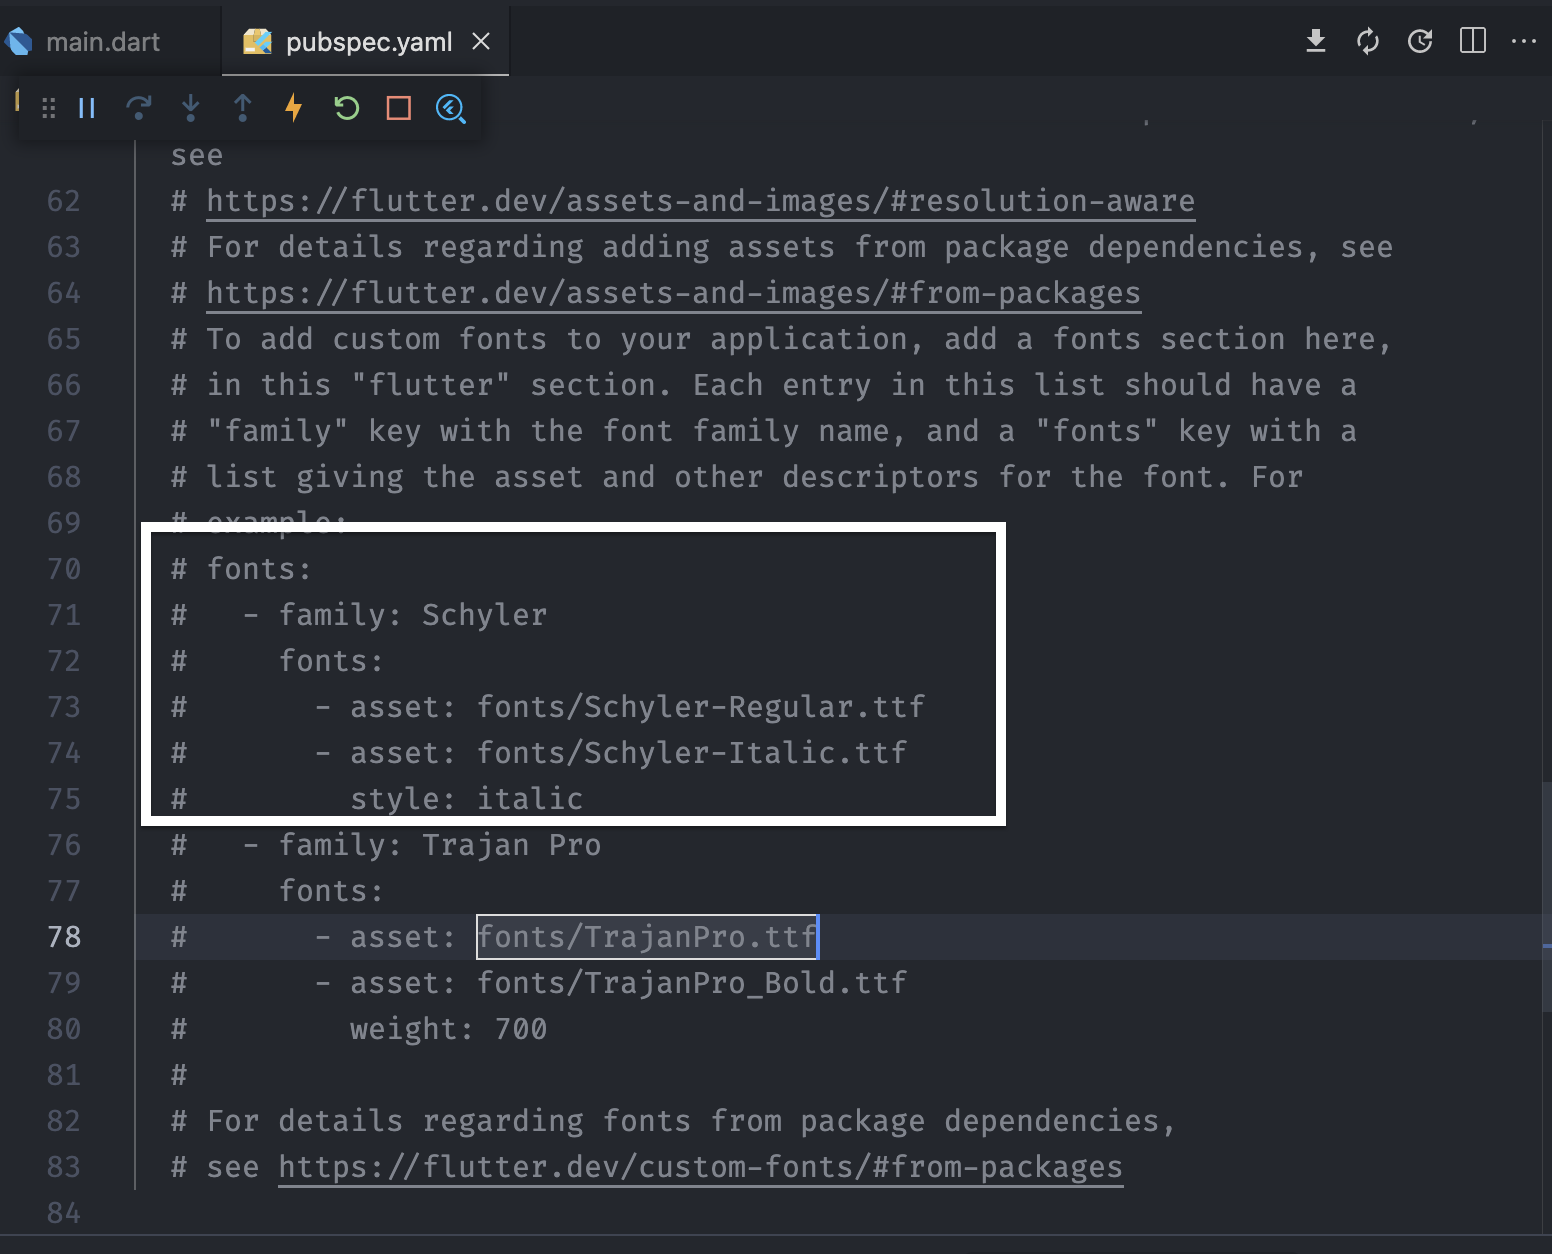 main.dart
pubspec.yaml
see
62 # https://flutter.dev/assets-and-images/#resolution-aware
63 # For details regarding adding assets from package dependencies, see
64 # https://flutter.dev/assets-and-images/#from-packages
65 # To add custom fonts to your application, add a fonts section here,
66 # in this "flutter" section. Each entry in this list should have a
67 # "family" key with the font family name, and a "fonts" key with a
68 # list giving the asset and other descriptors for the font. For
69 # example:
70 # fonts:
71 #   - family: Schyler
72 #     fonts:
73 #       - asset: fonts/Schyler-Regular.ttf
74 #       - asset: fonts/Schyler-Italic.ttf
75 #         style: italic
76 #   - family: Trajan Pro
77 #     fonts:
78 #       - asset: fonts/TrajanPro.ttf
79 #       - asset: fonts/TrajanPro_Bold.ttf
80 #         weight: 700
81 #
82 # For details regarding fonts from package dependencies,
83 # see https://flutter.dev/custom-fonts/#from-packages
84